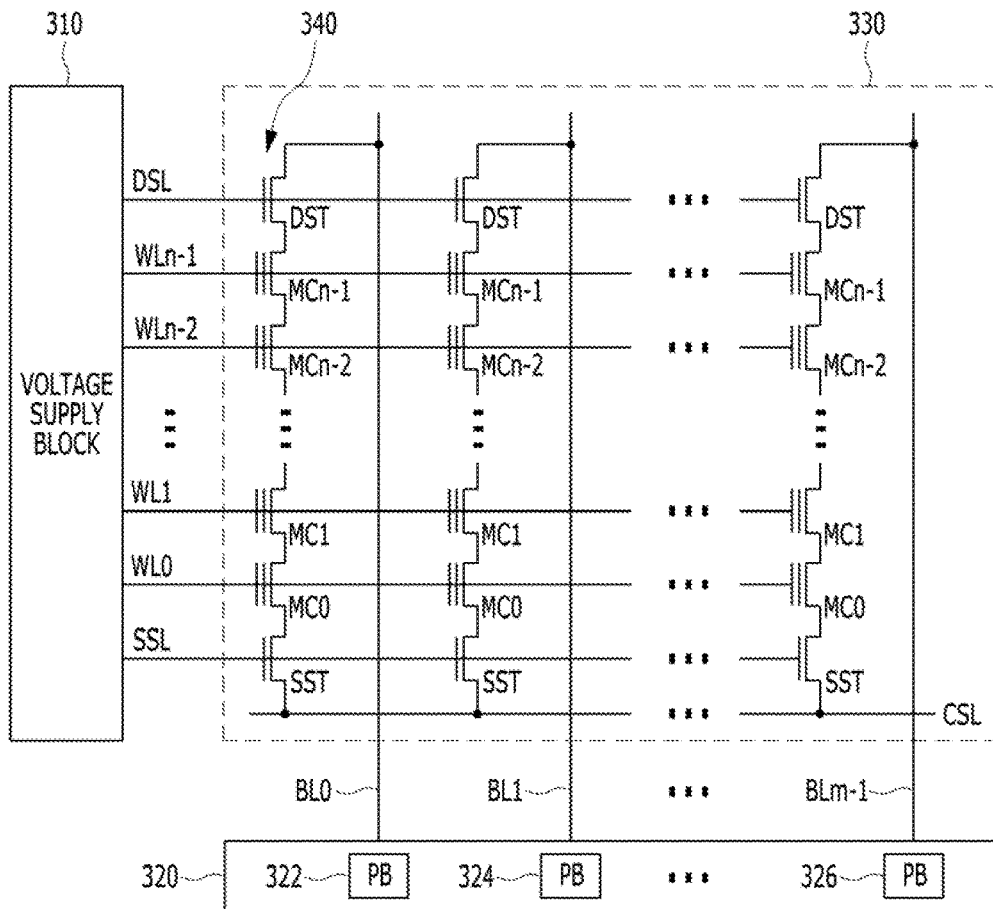 310
340
330
DSL
DST
DST
DST
WLn-1
MCn-1
MCn-1
MCn-1
WLn-2
MCn-2
MCn-2
MCn-2
VOLTAGE
SUPPLY
BLOCK
WL1
MC1
MC1
MC1
WL0
MC0
MC0
MC0
SSL
SST
SST
SST
CSL
BL0
BL1
BLm-1
320
322
PB
324
PB
326
PB